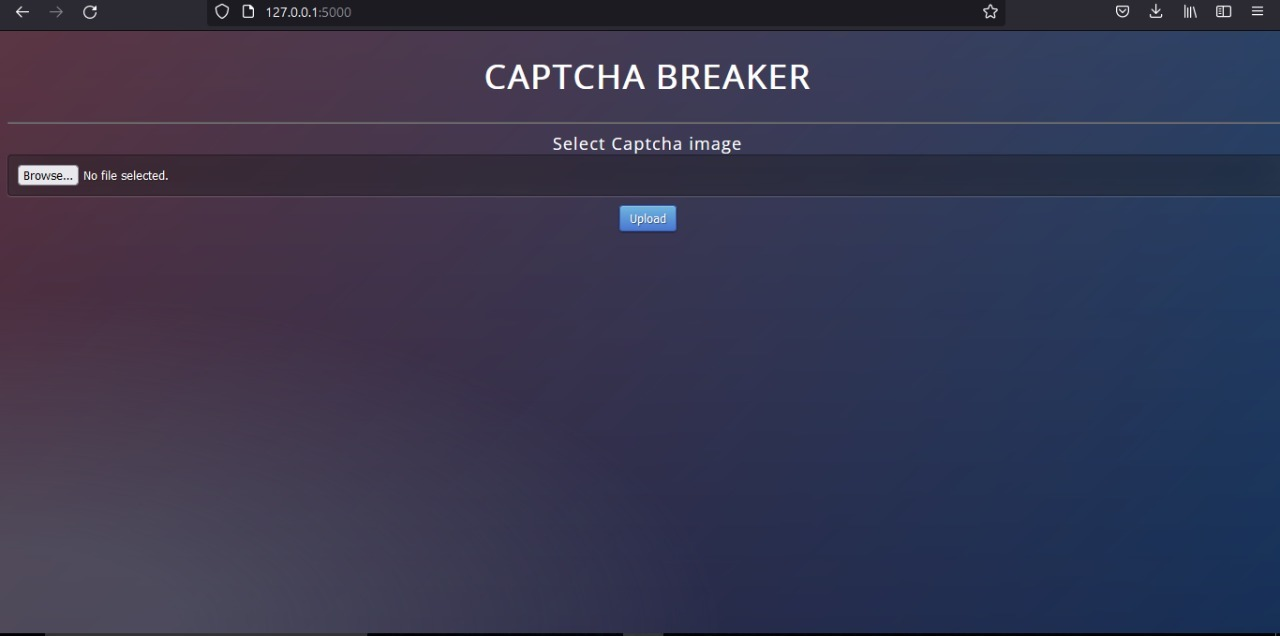 127.0.0.1:5000
CAPTCHA BREAKER
Select Captcha image
Browse... No file selected.
Upload